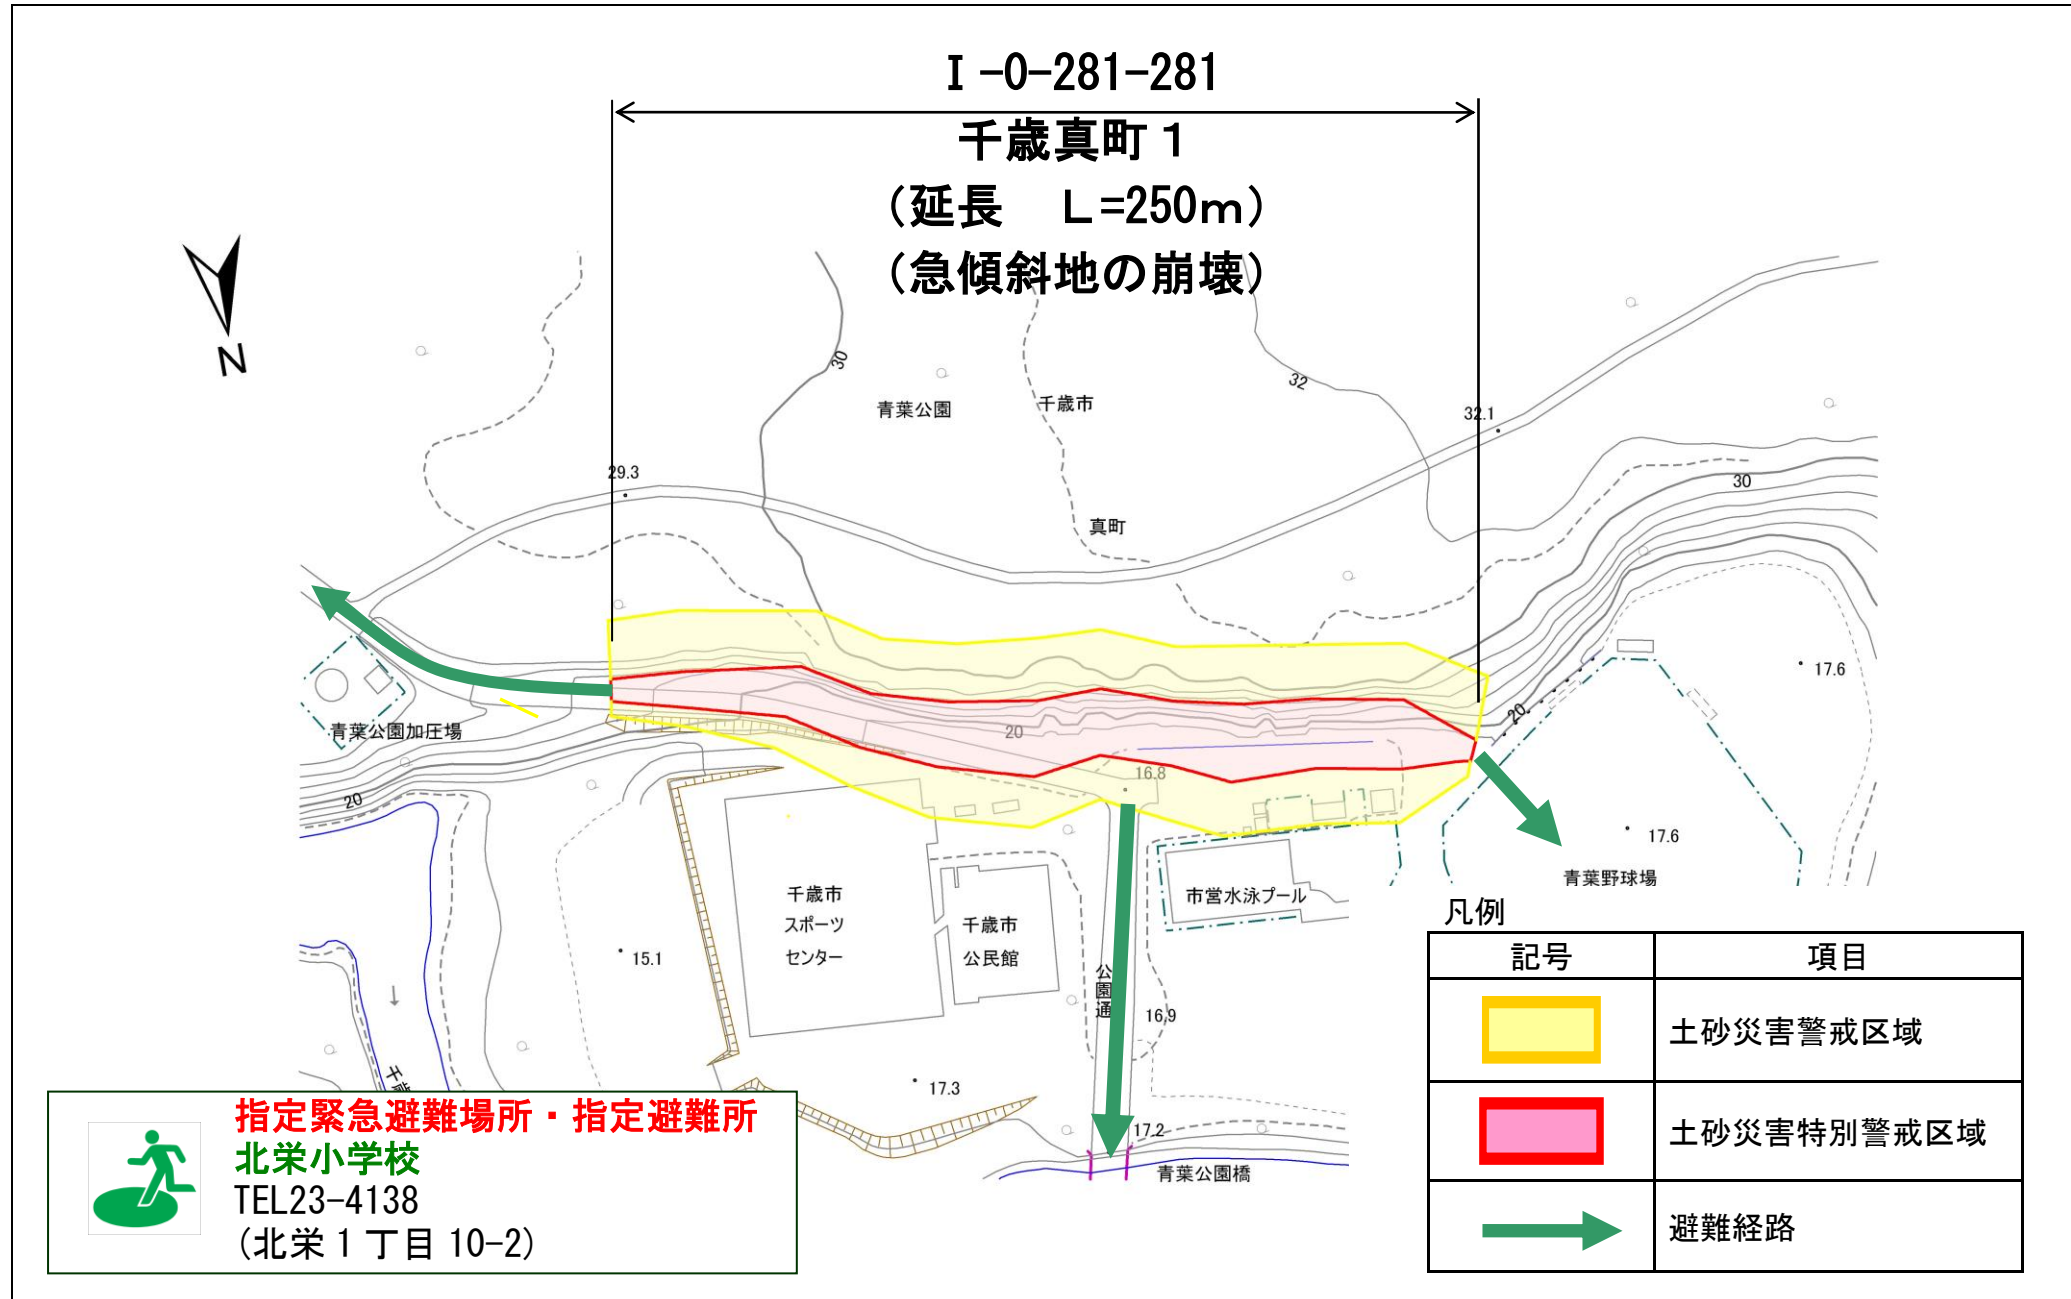 Ⅰ-0-281-281
千歳真町1
(延長　L=250m)
(急傾斜地の崩壊)
N
30
32
青葉公園
千歳市
32.1
29.3
30
真町
17.6
20
青葉公園加圧場
20
16.8
20
17.6
青葉野球場
千歳市
スポーツ
センター
千歳市
公民館
市営水泳プール
15.1
公園通
16.9
17.3
17.2
青葉公園橋
千歳
凡例
記号
項目
土砂災害警戒区域
土砂災害特別警戒区域
避難経路
指定緊急避難場所・指定避難所
北栄小学校
TEL23-4138
(北栄1丁目10-2)